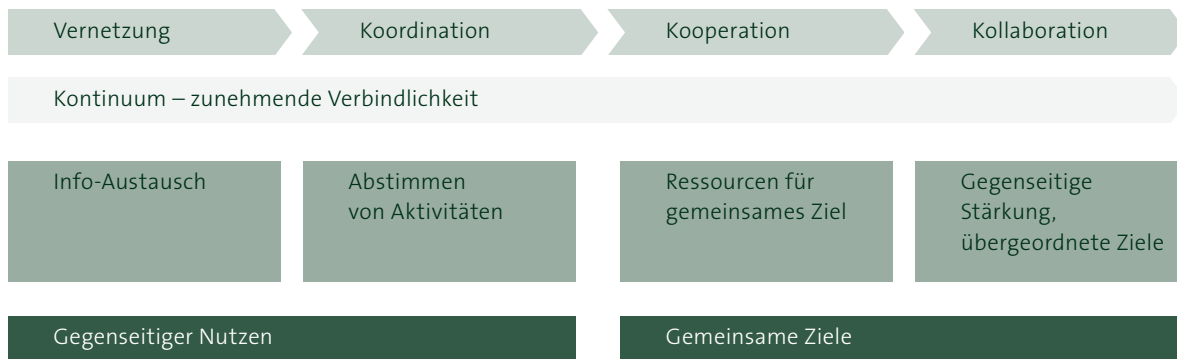 Vernetzung
Koordination
Kooperation
Kollaboration
Kontinuum – zunehmende Verbindlichkeit
Info-Austausch
Abstimmen
von Aktivitäten
Ressourcen für
gemeinsames Ziel
Gegenseitige
Stärkung,
übergeordnete Ziele
Gegenseitiger Nutzen
Gemeinsame Ziele